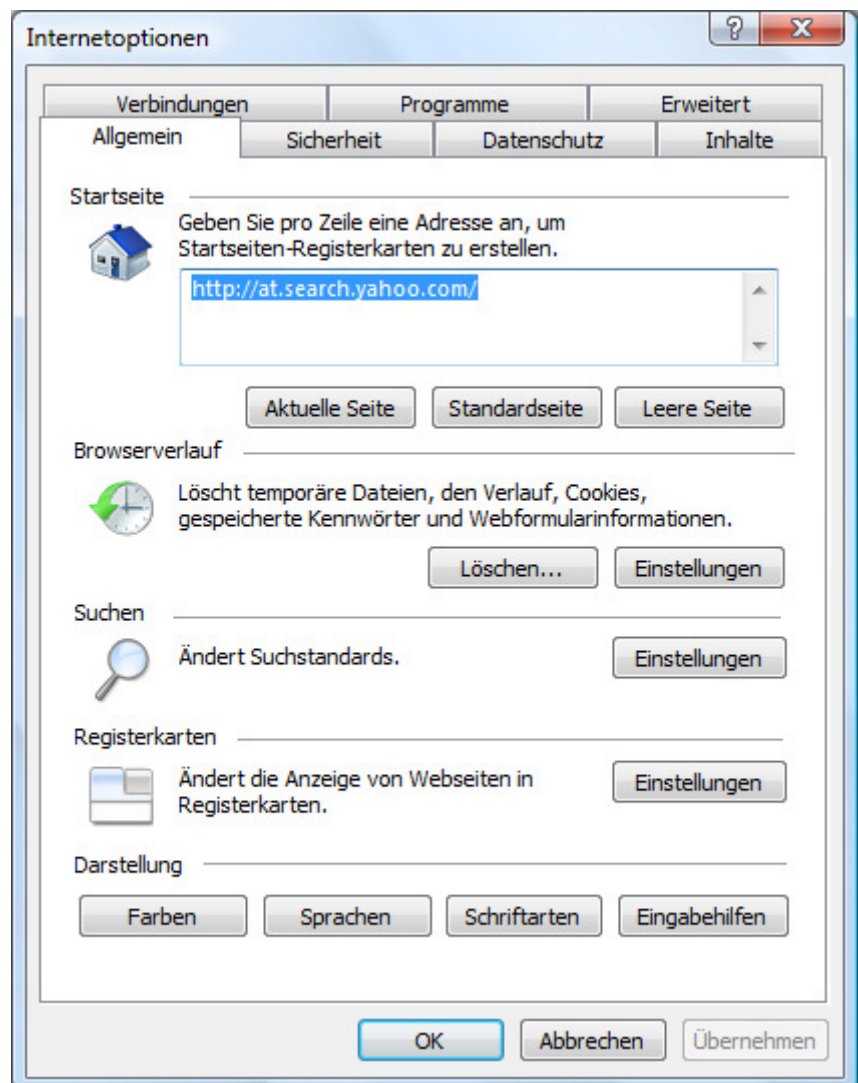 Internetoptionen
Verbindungen Programme Erweitert
Allgemein Sicherheit Datenschutz Inhalte
Startseite
Geben Sie pro Zeile eine Adresse an, um
Startseiten-Registerkarten zu erstellen.
http://at.search.yahoo.com/
Aktuelle Seite Standardseite Leere Seite
Browserverlauf
Löscht temporäre Dateien, den Verlauf, Cookies,
gespeicherte Kennwörter und Webformularinformationen.
Löschen... Einstellungen
Suchen
Ändert Suchstandards. Einstellungen
Registerkarten
Ändert die Anzeige von Webseiten in
Registerkarten. Einstellungen
Darstellung
Farben Sprachen Schriftarten Eingabehilfen
OK Abbrechen Übernehmen